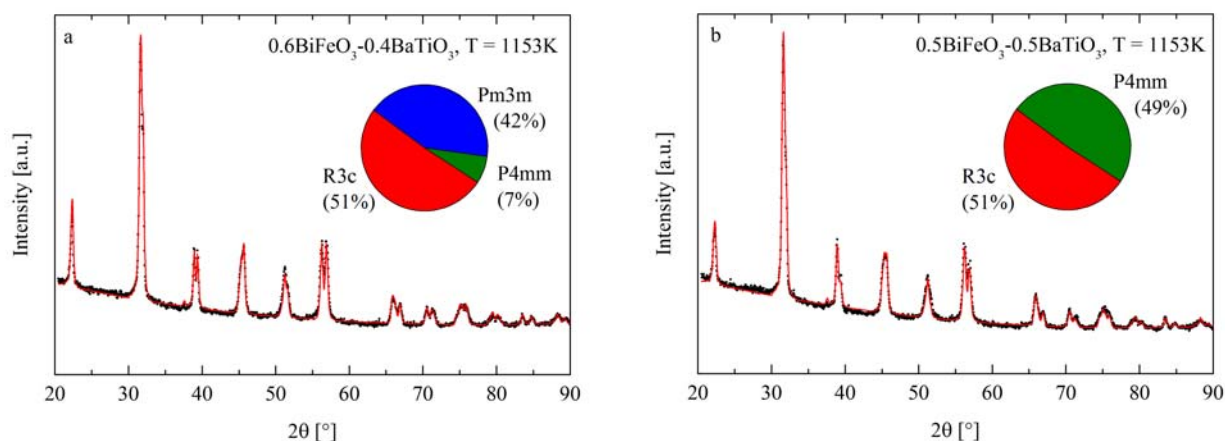 a
0.6BiFeO3-0.4BaTiO3, T = 1153K
Pm3m
(42%)
P4mm
(7%)
R3c
(51%)
Intensity [a.u.]
20 30 40 50 60 70 80 90
2θ [°]
b
0.5BiFeO3-0.5BaTiO3, T = 1153K
P4mm
(49%)
R3c
(51%)
Intensity [a.u.]
20 30 40 50 60 70 80 90
2θ [°]